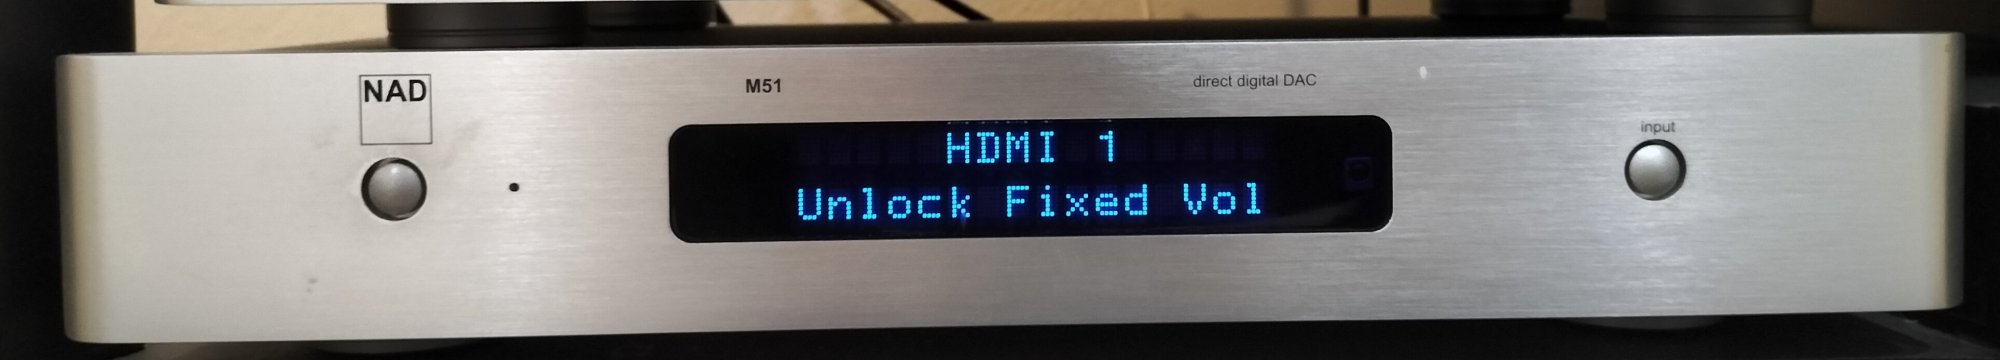 NAD
M51
direct digital DAC
input
HDMI 1
Unlock Fixed Vol